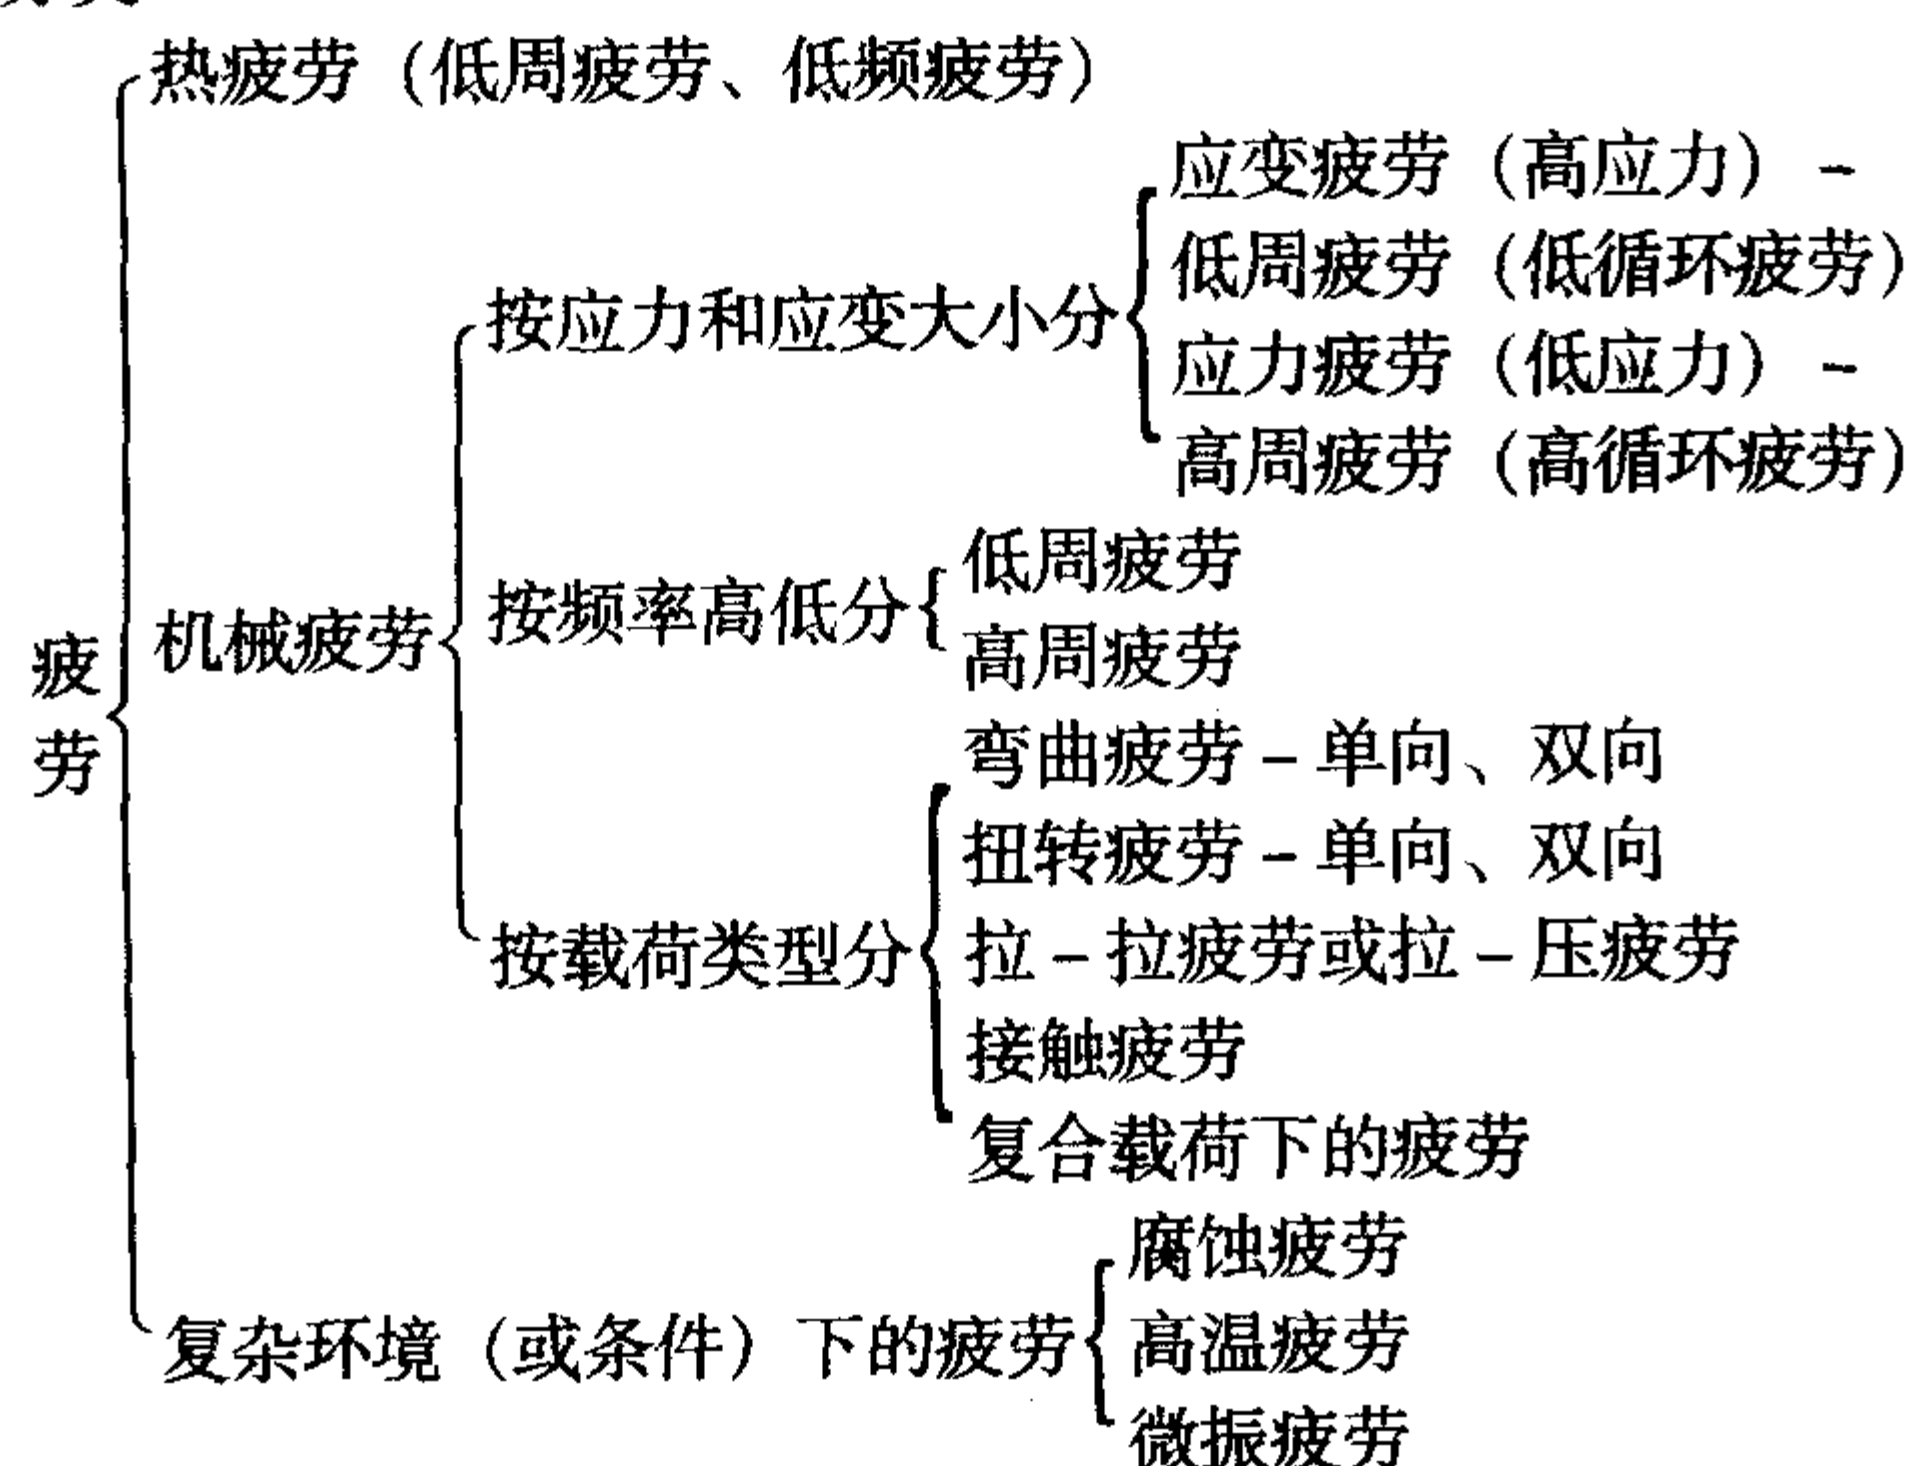 热疲劳（低周疲劳、低频疲劳）
应变疲劳（高应力）–
低周疲劳（低循环疲劳）
按应力和应变大小分
应力疲劳（低应力）–
高周疲劳（高循环疲劳）
低周疲劳
按频率高低分
机械疲劳
高周疲劳
疲劳
弯曲疲劳 – 单向、双向
扭转疲劳 – 单向、双向
按载荷类型分
拉 – 拉疲劳或拉 – 压疲劳
接触疲劳
复合载荷下的疲劳
腐蚀疲劳
复杂环境（或条件）下的疲劳
高温疲劳
微振疲劳